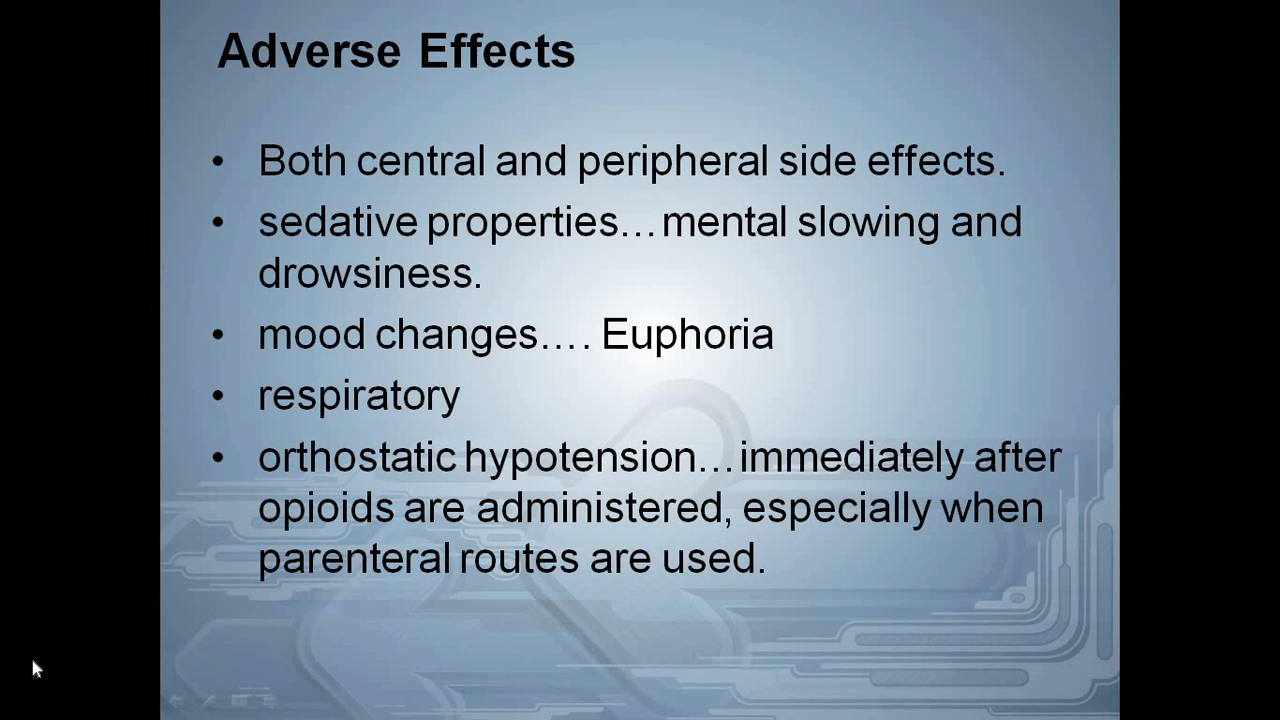 Adverse Effects
• Both central and peripheral side effects.
• sedative properties…mental slowing and
drowsiness.
• mood changes…. Euphoria
• respiratory
• orthostatic hypotension…immediately after
opioids are administered, especially when
parenteral routes are used.